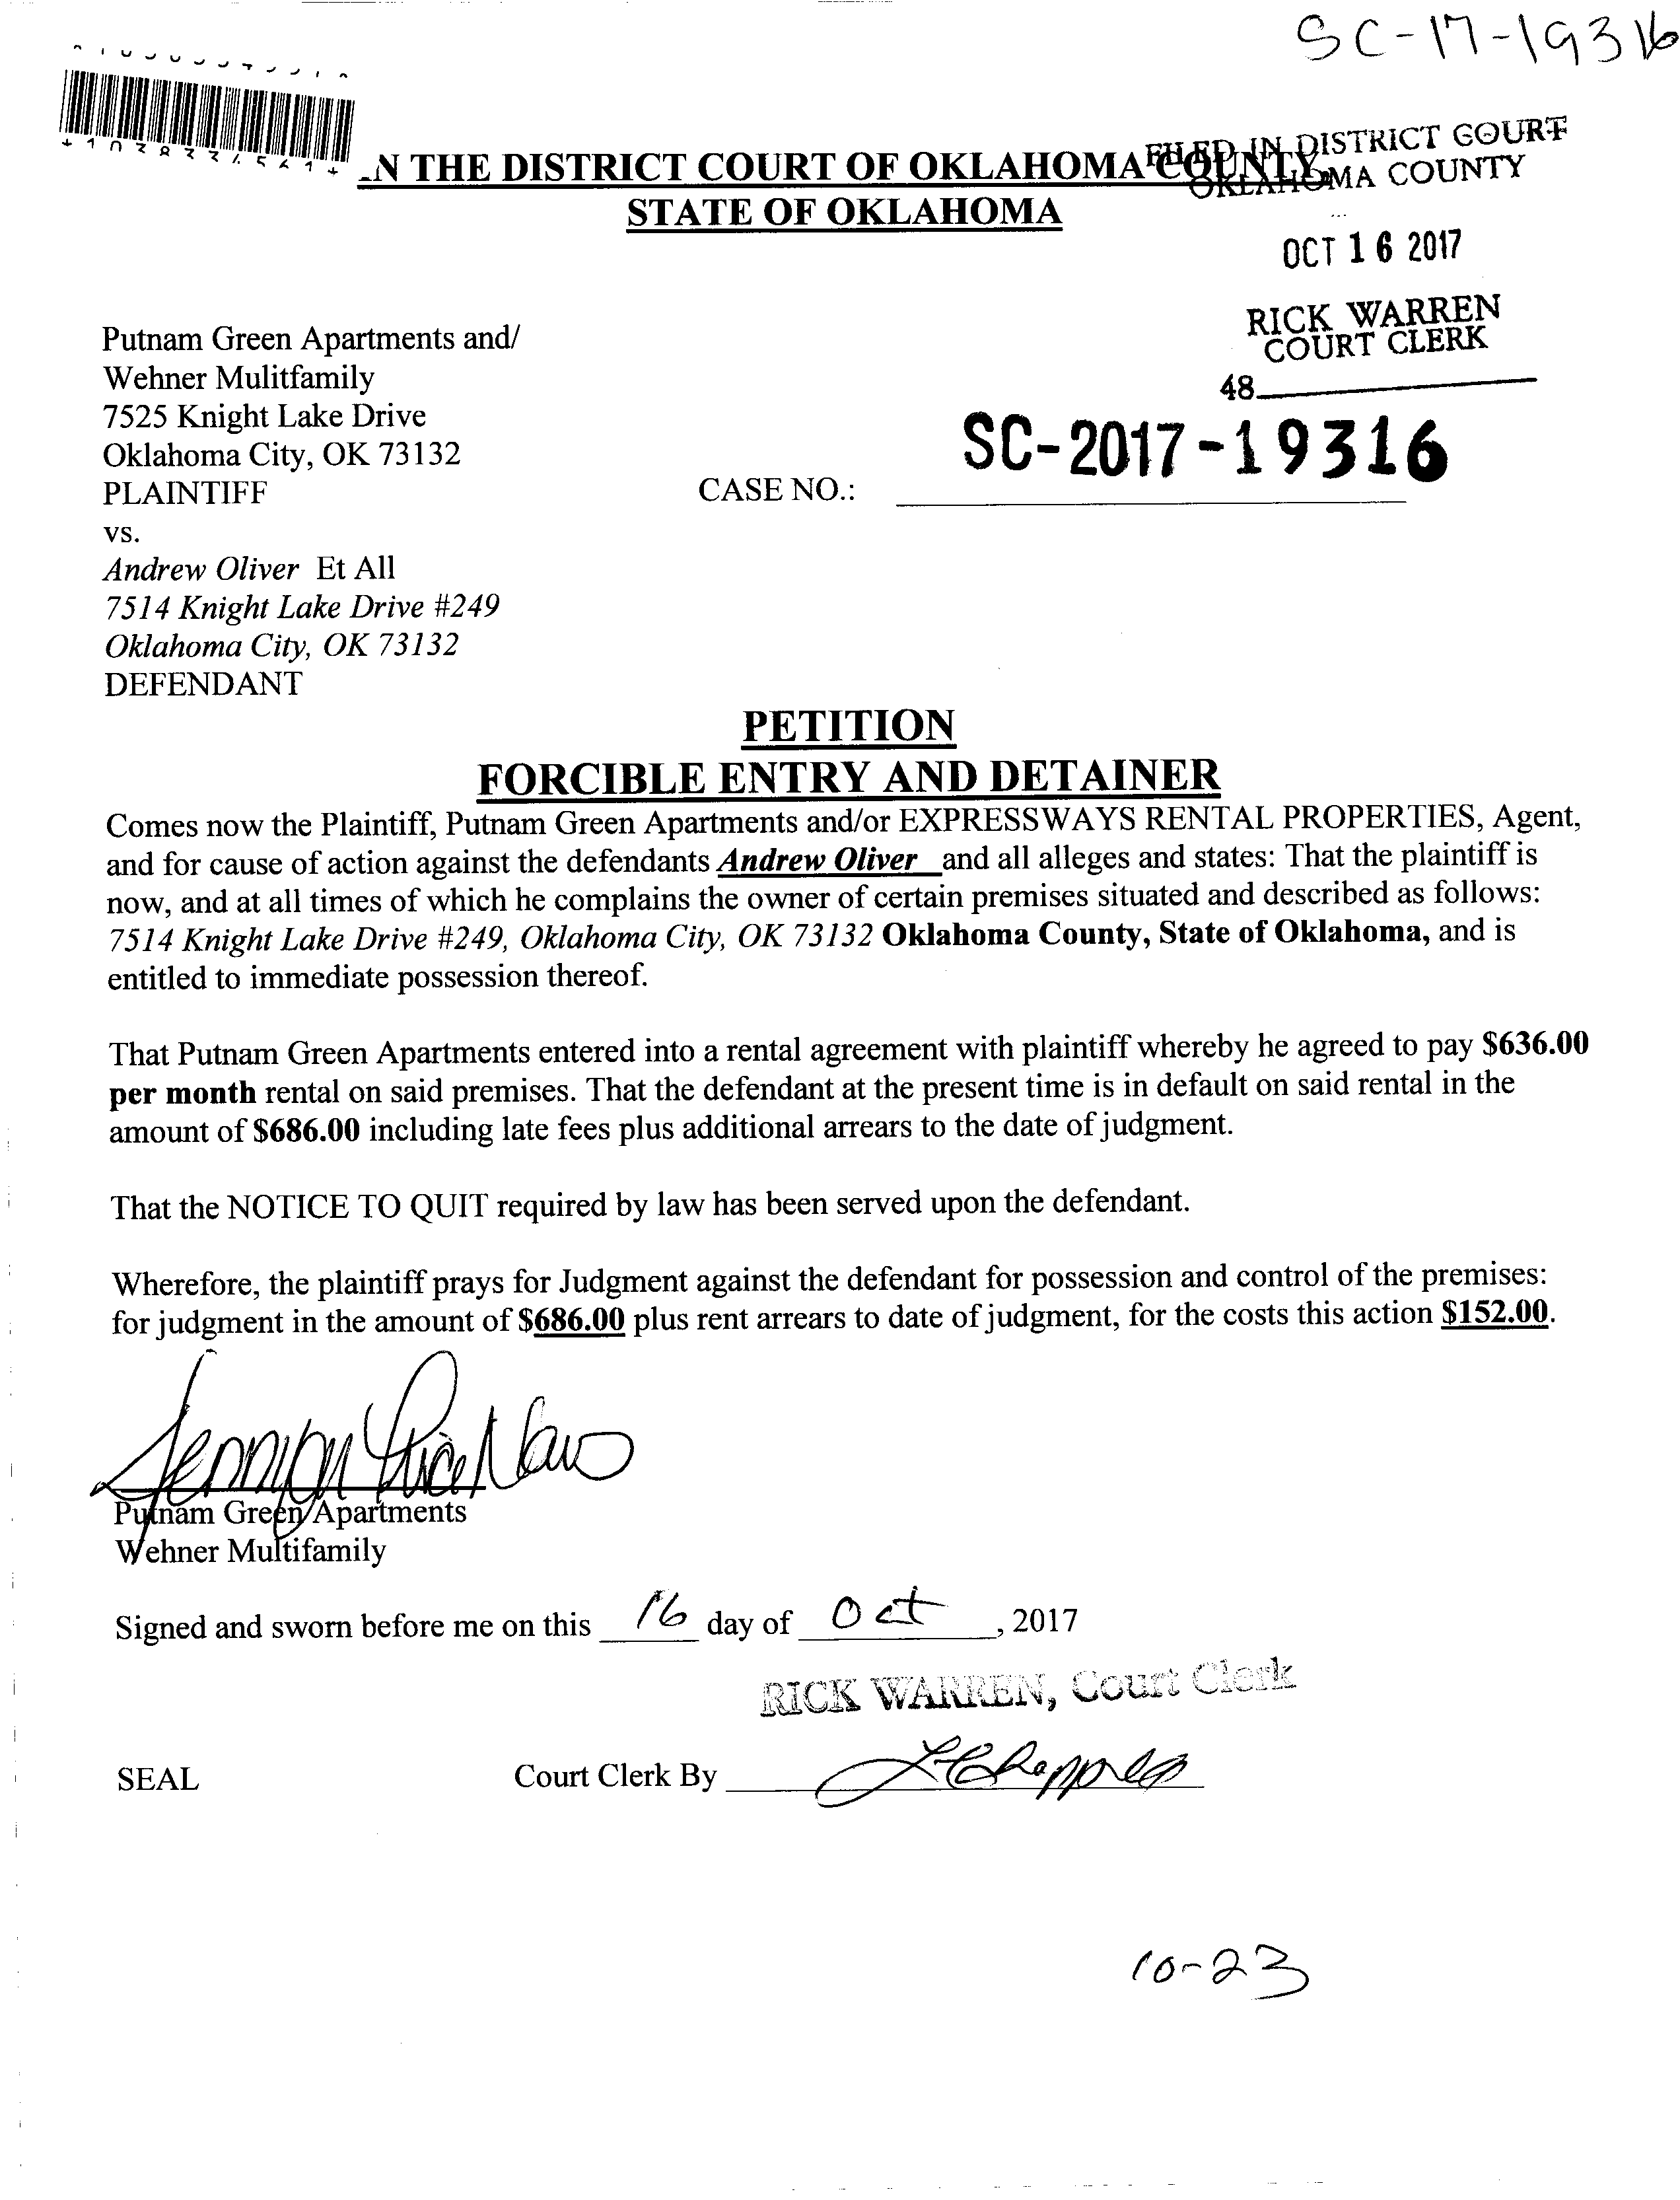 SC-17-19316
IN THE DISTRICT COURT OF OKLAHOMA COUNTY
STATE OF OKLAHOMA
FILED IN DISTRICT COURT
OKLAHOMA COUNTY
OCT 16 2017
RICK WARREN
COURT CLERK
48
Putnam Green Apartments and/
Wehner Mulitfamily
7525 Knight Lake Drive
Oklahoma City, OK 73132
PLAINTIFF
CASE NO.: SC-2017-19316
vs.
Andrew Oliver Et All
7514 Knight Lake Drive #249
Oklahoma City, OK 73132
DEFENDANT
PETITION
FORCIBLE ENTRY AND DETAINER
Comes now the Plaintiff, Putnam Green Apartments and/or EXPRESSWAYS RENTAL PROPERTIES, Agent,
and for cause of action against the defendants Andrew Oliver and all alleges and states: That the plaintiff is
now, and at all times of which he complains the owner of certain premises situated and described as follows:
7514 Knight Lake Drive #249, Oklahoma City, OK 73132 Oklahoma County, State of Oklahoma, and is
entitled to immediate possession thereof.
That Putnam Green Apartments entered into a rental agreement with plaintiff whereby he agreed to pay $636.00
per month rental on said premises. That the defendant at the present time is in default on said rental in the
amount of $686.00 including late fees plus additional arrears to the date of judgment.
That the NOTICE TO QUIT required by law has been served upon the defendant.
Wherefore, the plaintiff prays for Judgment against the defendant for possession and control of the premises:
for judgment in the amount of $686.00 plus rent arrears to date of judgment, for the costs this action $152.00.
Putnam Green Apartments
Wehner Multifamily
Signed and sworn before me on this 16 day of Oct, 2017
RICK WARREN, Court Clerk
SEAL
Court Clerk By
10-23